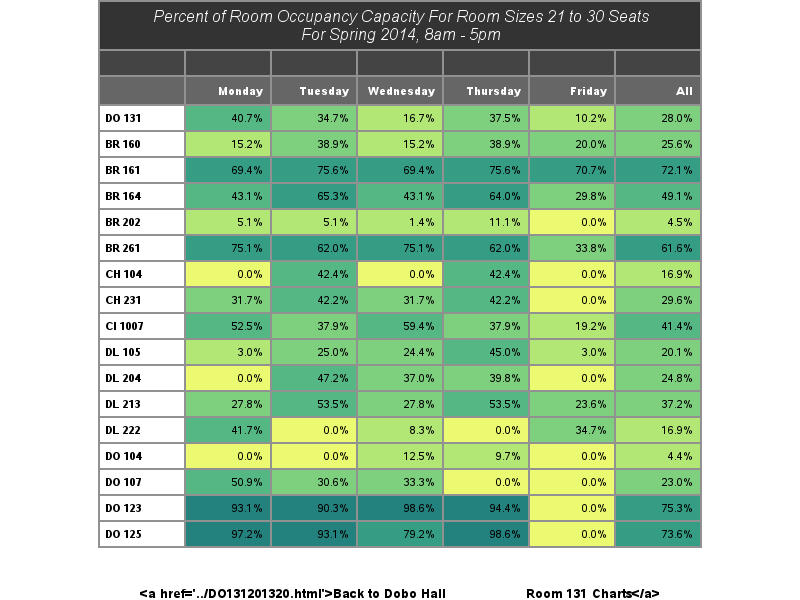 Percent of Room Occupancy Capacity For Room Sizes 21 to 30 Seats
For Spring 2014, 8am - 5pm
Monday Tuesday Wednesday Thursday Friday All
DO 131 40.7% 34.7% 16.7% 37.5% 10.2% 28.0%
BR 160 15.2% 38.9% 15.2% 38.9% 20.0% 25.6%
BR 161 69.4% 75.6% 69.4% 75.6% 70.7% 72.1%
BR 164 43.1% 65.3% 43.1% 64.0% 29.8% 49.1%
BR 202 5.1% 5.1% 1.4% 11.1% 0.0% 4.5%
BR 261 75.1% 62.0% 75.1% 62.0% 33.8% 61.6%
CH 104 0.0% 42.4% 0.0% 42.4% 0.0% 16.9%
CH 231 31.7% 42.2% 31.7% 42.2% 0.0% 29.6%
CI 1007 52.5% 37.9% 59.4% 37.9% 19.2% 41.4%
DL 105 3.0% 25.0% 24.4% 45.0% 3.0% 20.1%
DL 204 0.0% 47.2% 37.0% 39.8% 0.0% 24.8%
DL 213 27.8% 53.5% 27.8% 53.5% 23.6% 37.2%
DL 222 41.7% 0.0% 8.3% 0.0% 34.7% 16.9%
DO 104 0.0% 0.0% 12.5% 9.7% 0.0% 4.4%
DO 107 50.9% 30.6% 33.3% 0.0% 0.0% 23.0%
DO 123 93.1% 90.3% 98.6% 94.4% 0.0% 75.3%
DO 125 97.2% 93.1% 79.2% 98.6% 0.0% 73.6%
<a href='../DO131201320.html'>Back to Dobo Hall Room 131 Charts</a>